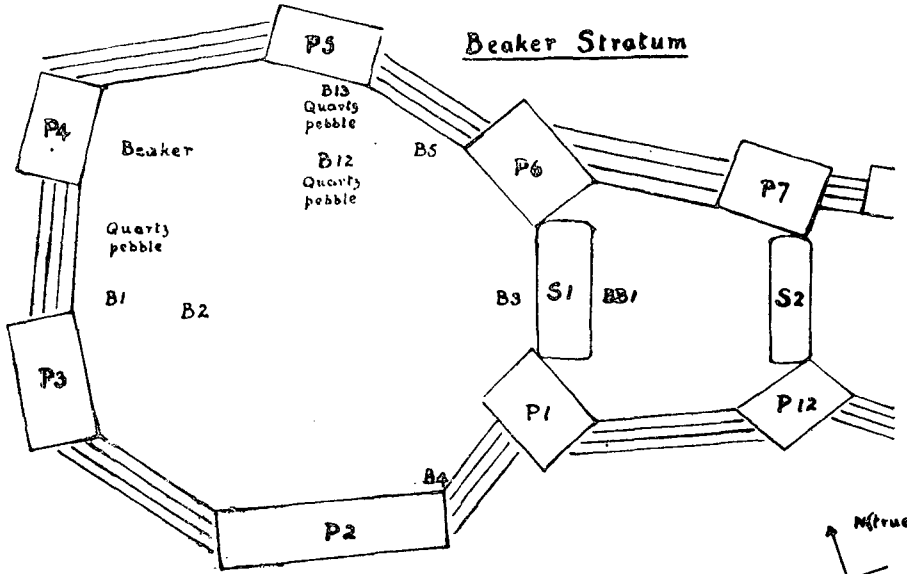 Beaker Stratum
P5
B13
Quartz
pebble
P4
Beaker
B12
Quartz
pebble
B5
P6
P7
Quartz
pebble
B1
B2
B3
S1
BB1
S2
P3
P1
P12
B4
P2
N(true